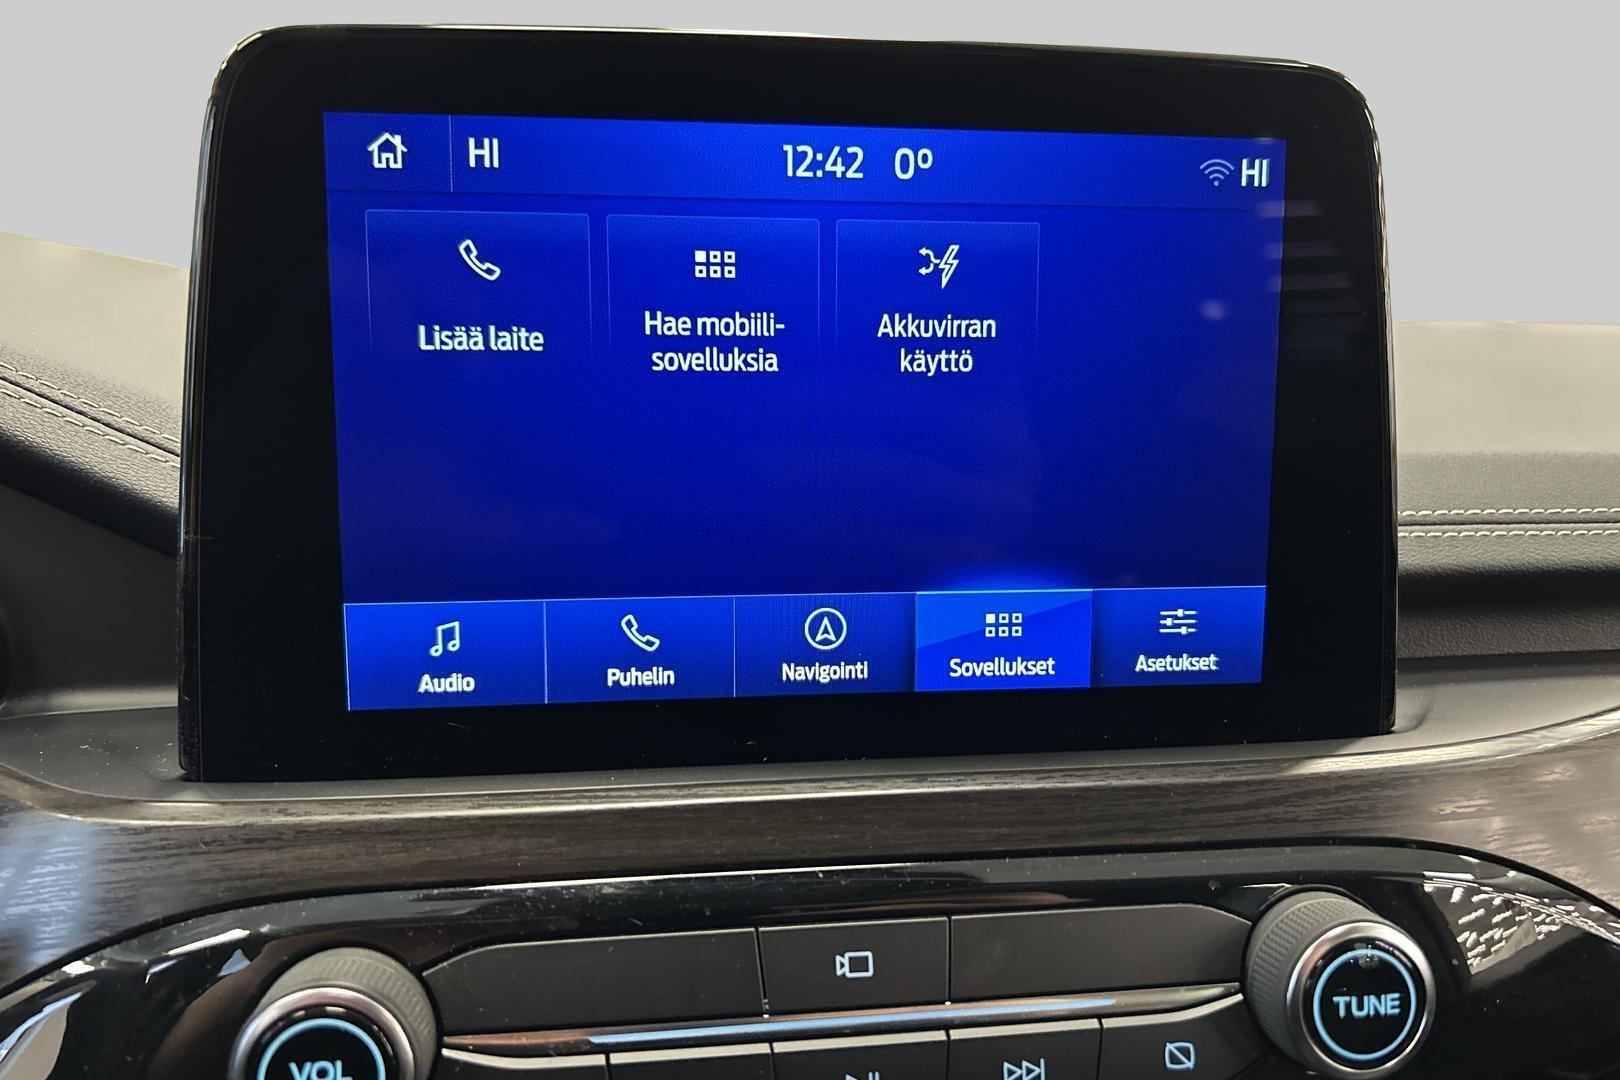 HI 12:42 0° HI
Lisää laite
Hae mobiili-
sovelluksia
Akkuvirran
käyttö
Audio
Puhelin
Navigointi
Sovellukset
Asetukset
VOL
TUNE